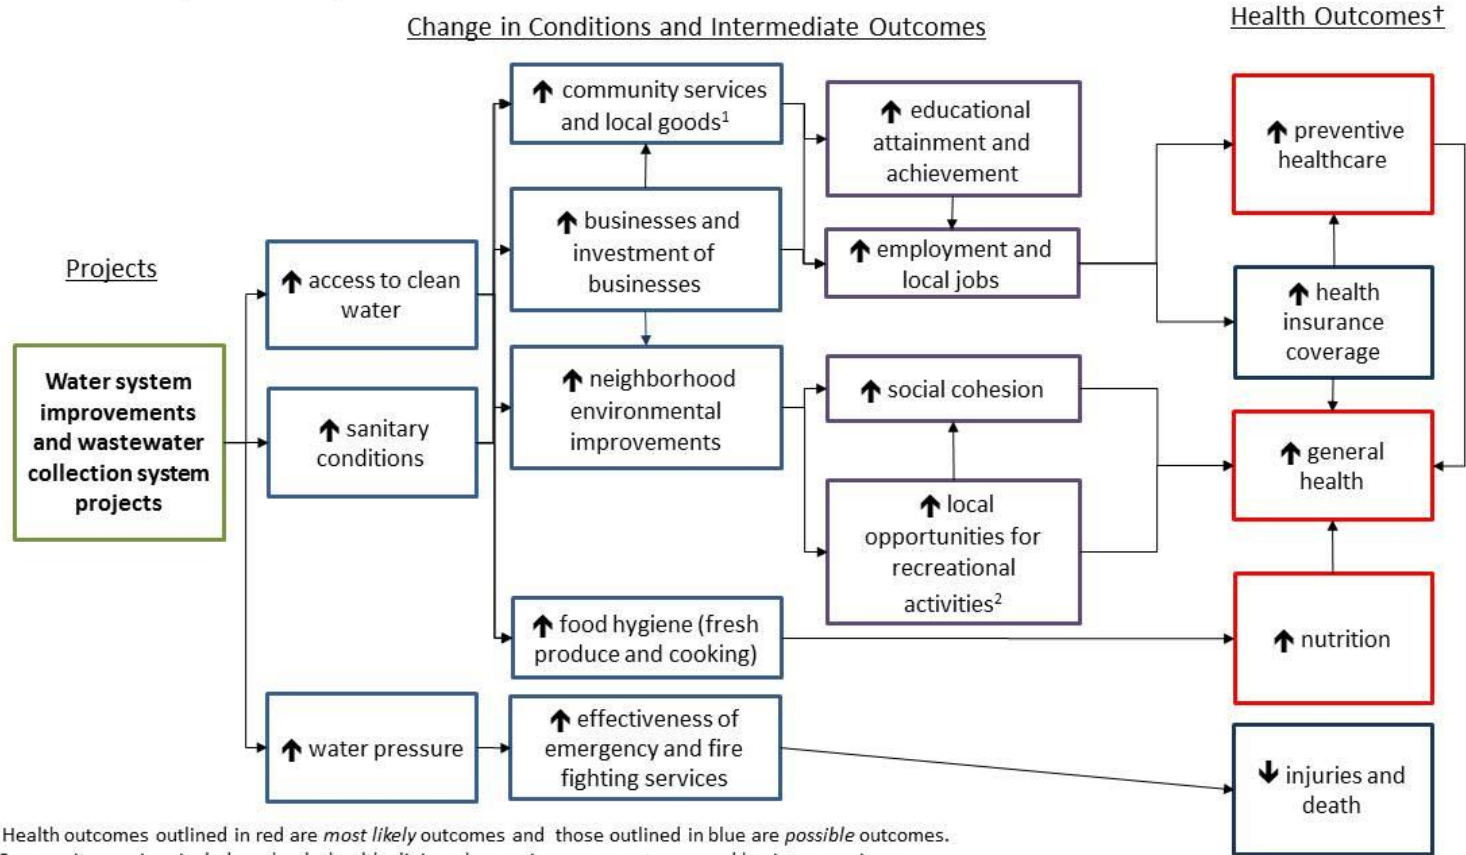 Change in Conditions and Intermediate Outcomes
Health Outcomes†
Projects
Water system
improvements
and wastewater
collection system
projects
↑ access to clean
water
↑ sanitary
conditions
↑ water pressure
↑ community services
and local goods1
↑ businesses and
investment of
businesses
↑ neighborhood
environmental
improvements
↑ food hygiene (fresh
produce and cooking)
↑ effectiveness of
emergency and fire
fighting services
↑ educational
attainment and
achievement
↑ employment and
local jobs
↑ social cohesion
↑ local
opportunities for
recreational
activities2
↑ preventive
healthcare
↑ health
insurance
coverage
↑ general
health
↑ nutrition
↓ injuries and
death
Health outcomes outlined in red are most likely outcomes and those outlined in blue are possible outcomes.